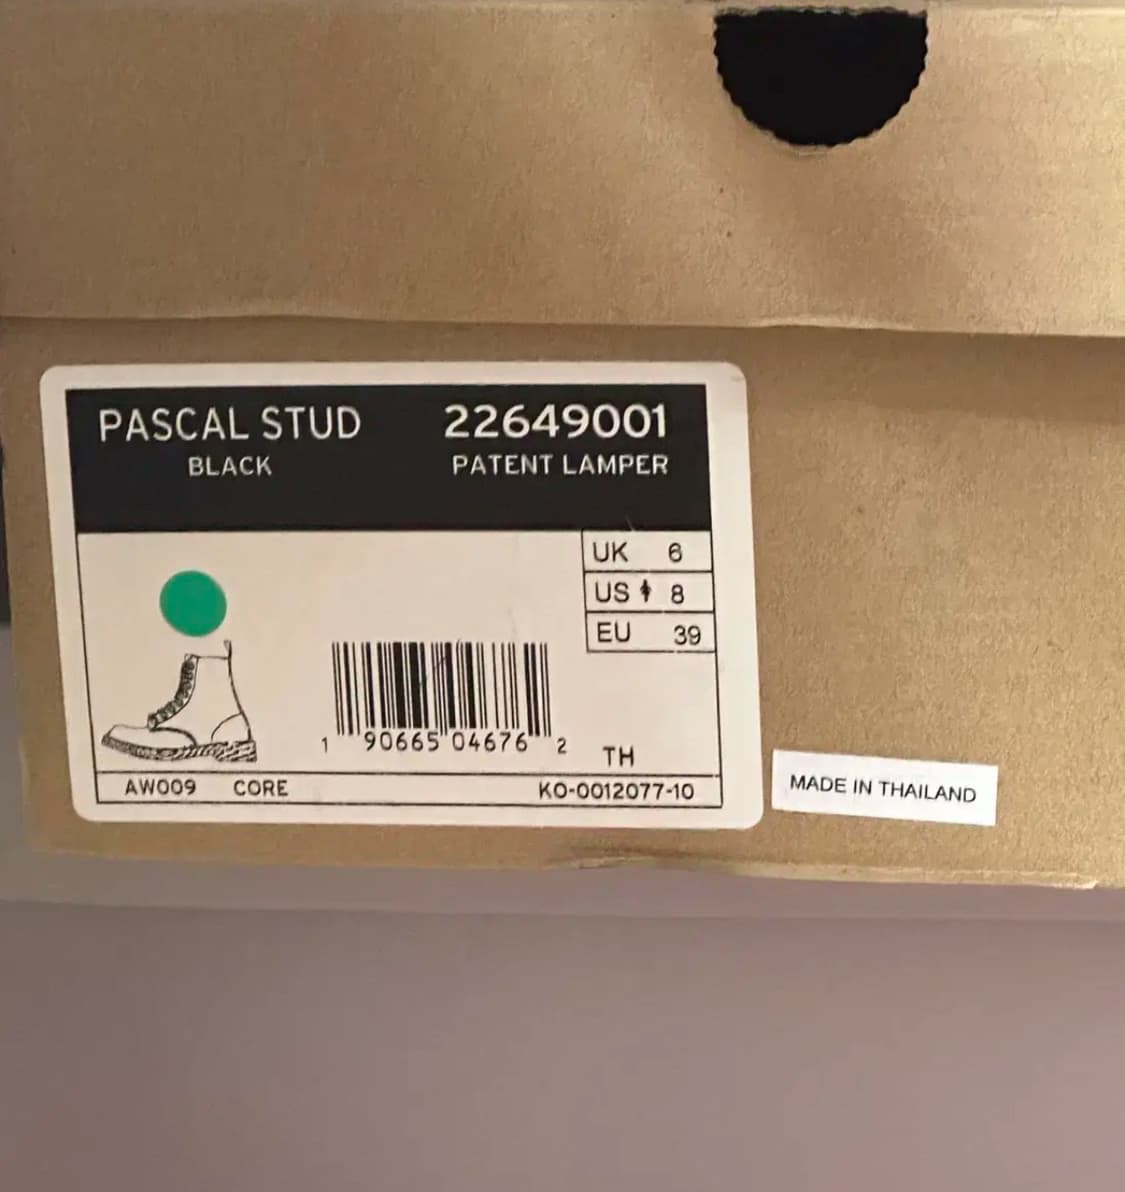 PASCAL STUD 22649001
BLACK PATENT LAMPER
UK 6
US 8
EU 39
1 90665 04676 2
TH
AW009 CORE KO-0012077-10
MADE IN THAILAND